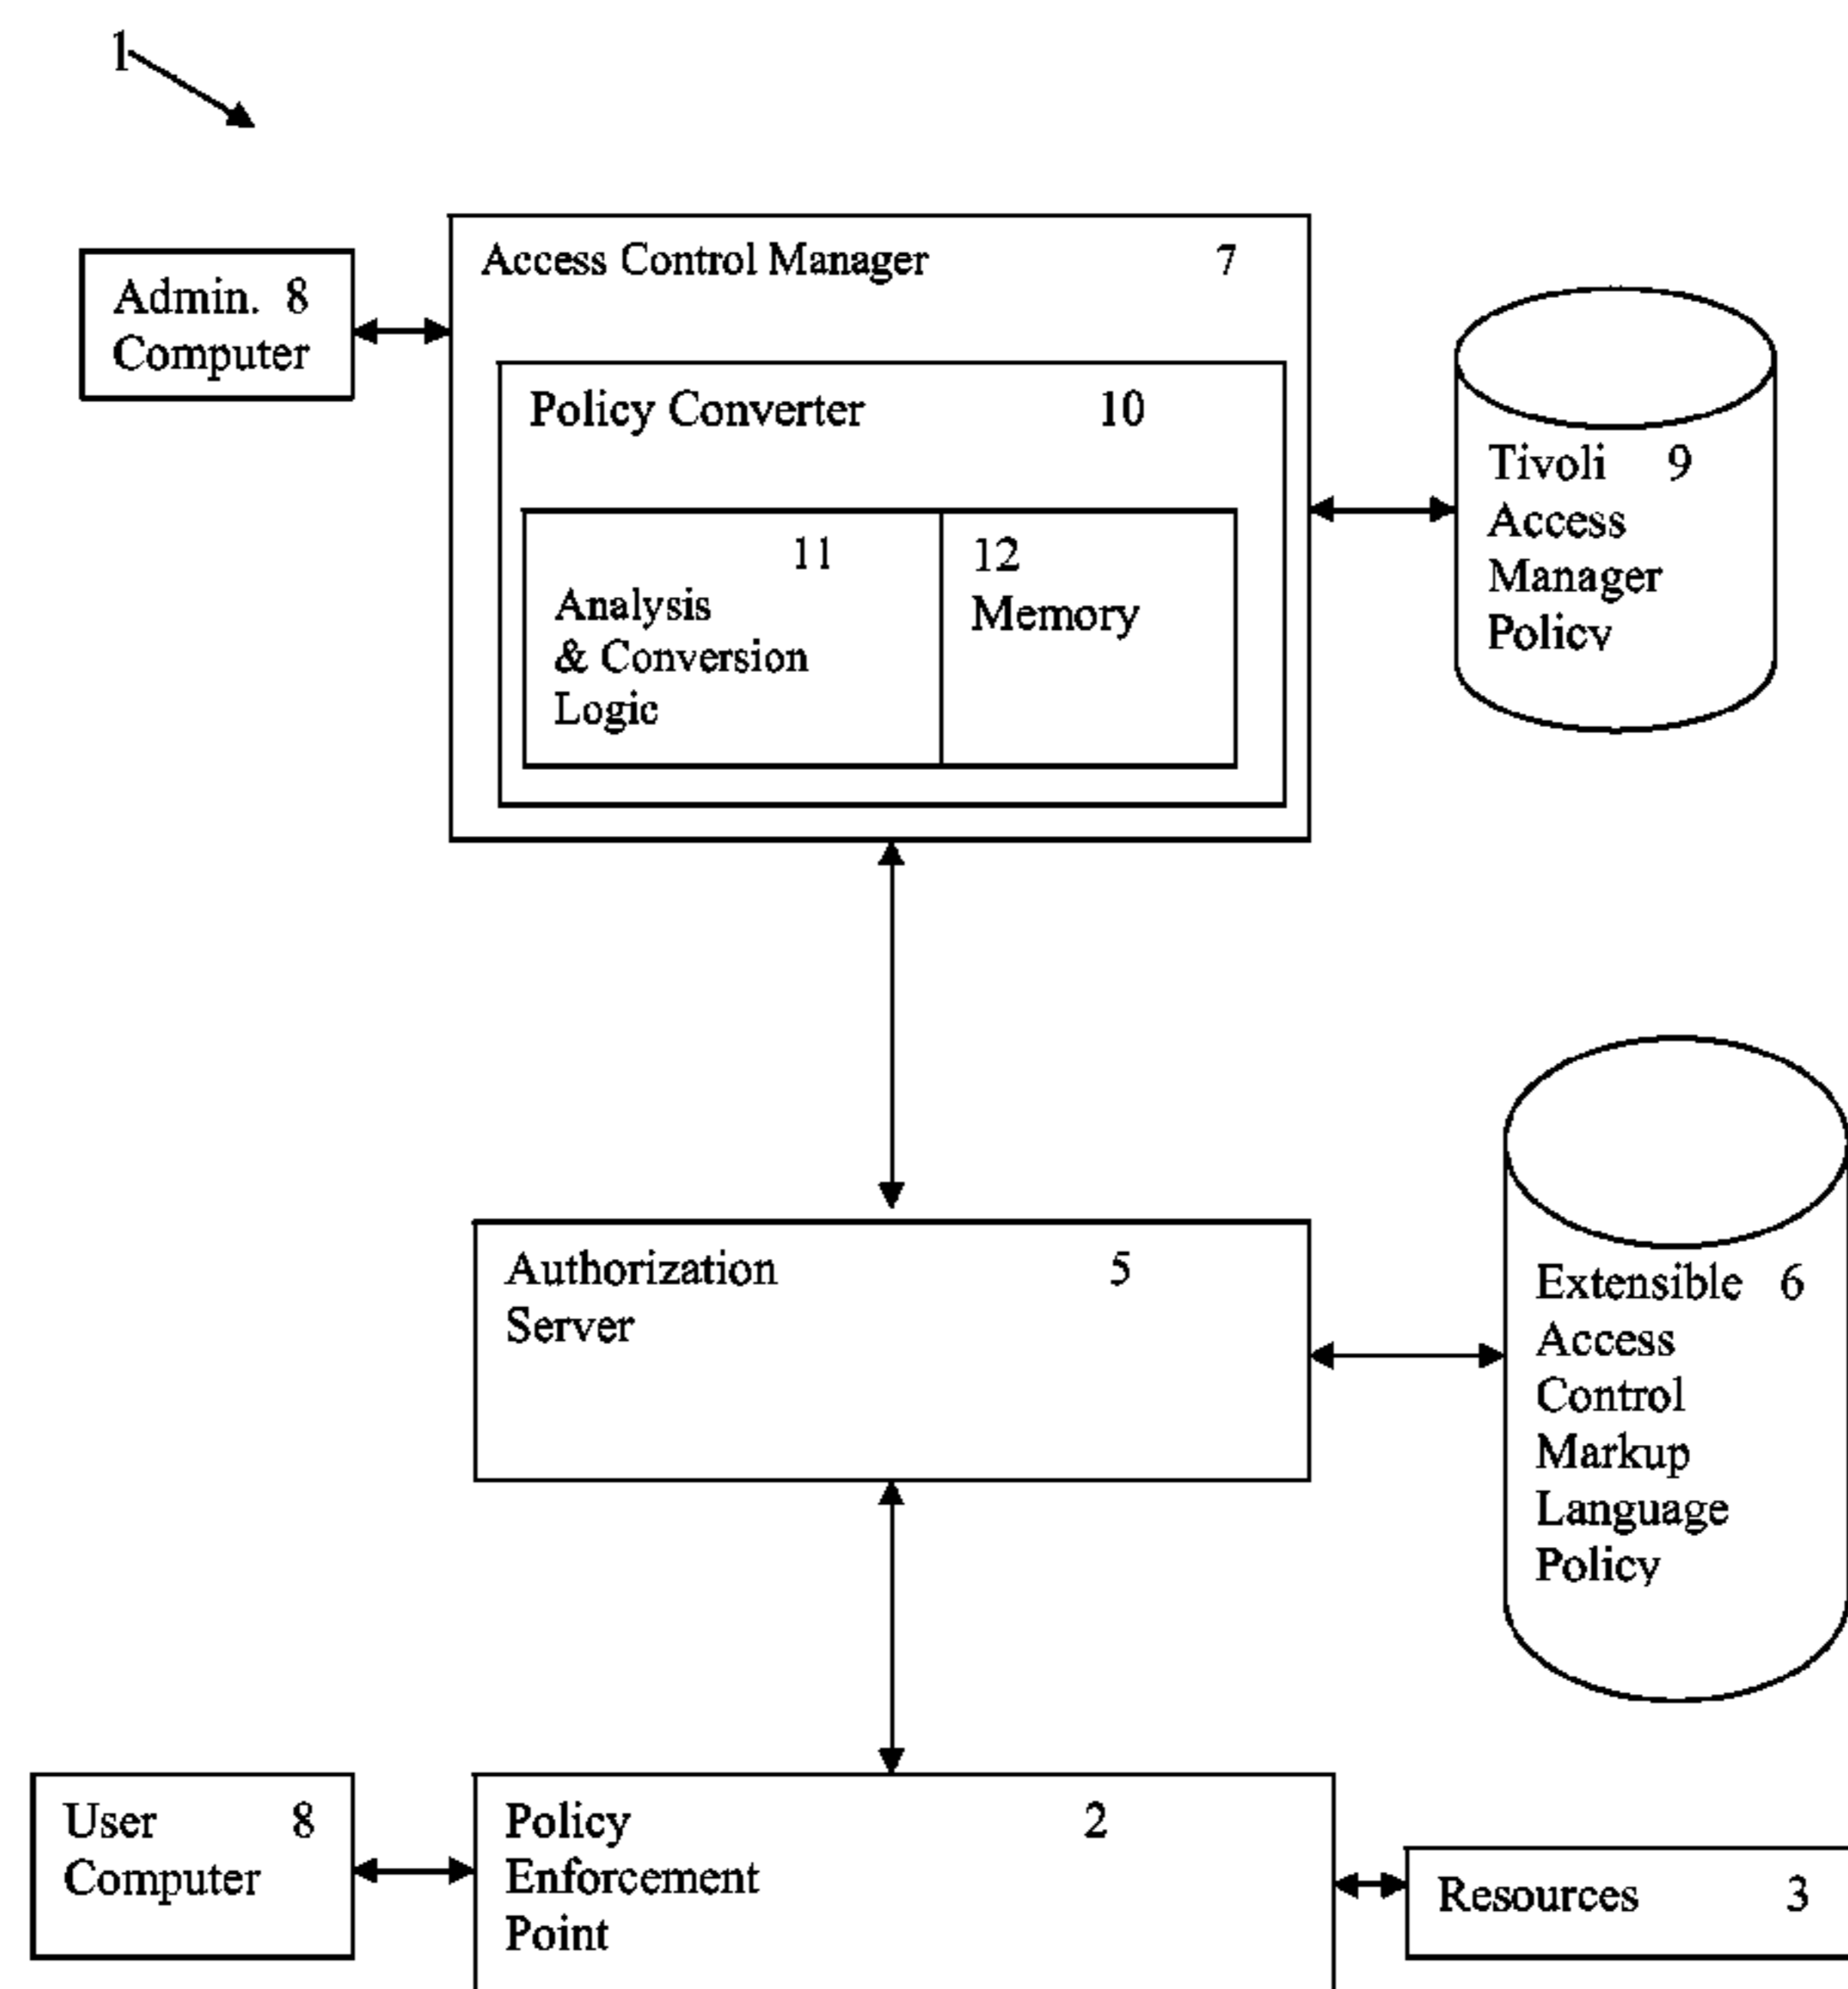 1
Access Control Manager 7
Admin. 8
Computer
Policy Converter 10
Tivoli 9
Access
Manager
Policy
11
Analysis
& Conversion
Logic
12
Memory
Authorization 5
Server
Extensible 6
Access
Control
Markup
Language
Policy
User 8
Computer
Policy 2
Enforcement
Point
Resources 3